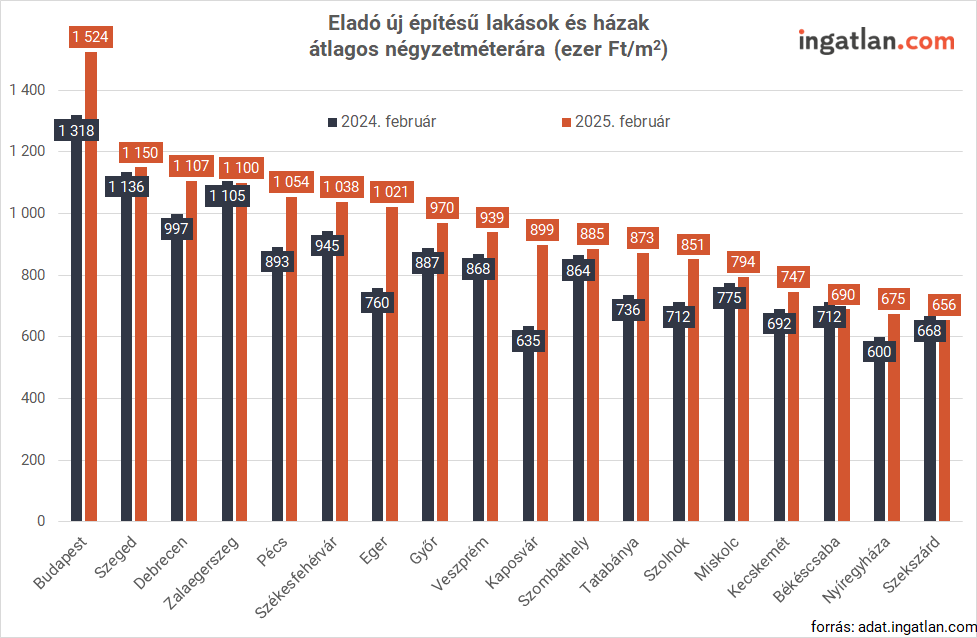 Eladó új építésű lakások és házak
átlagos négyzetméterára (ezer Ft/m²)
ingatlan.com
2024. február
2025. február
1 400
1 200
1 000
800
600
400
200
0
1 318
1 524
1 136
1 150
997
1 107
1 105
1 100
893
1 054
945
1 038
760
1 021
887
970
868
939
635
899
864
885
736
873
712
851
775
794
692
747
712
690
600
675
668
656
Budapest
Szeged
Debrecen
Zalaegerszeg
Pécs
Székesfehérvár
Eger
Győr
Veszprém
Kaposvár
Szombathely
Tatabánya
Szolnok
Miskolc
Kecskemét
Békéscsaba
Nyíregyháza
Szekszárd
forrás: adat.ingatlan.com